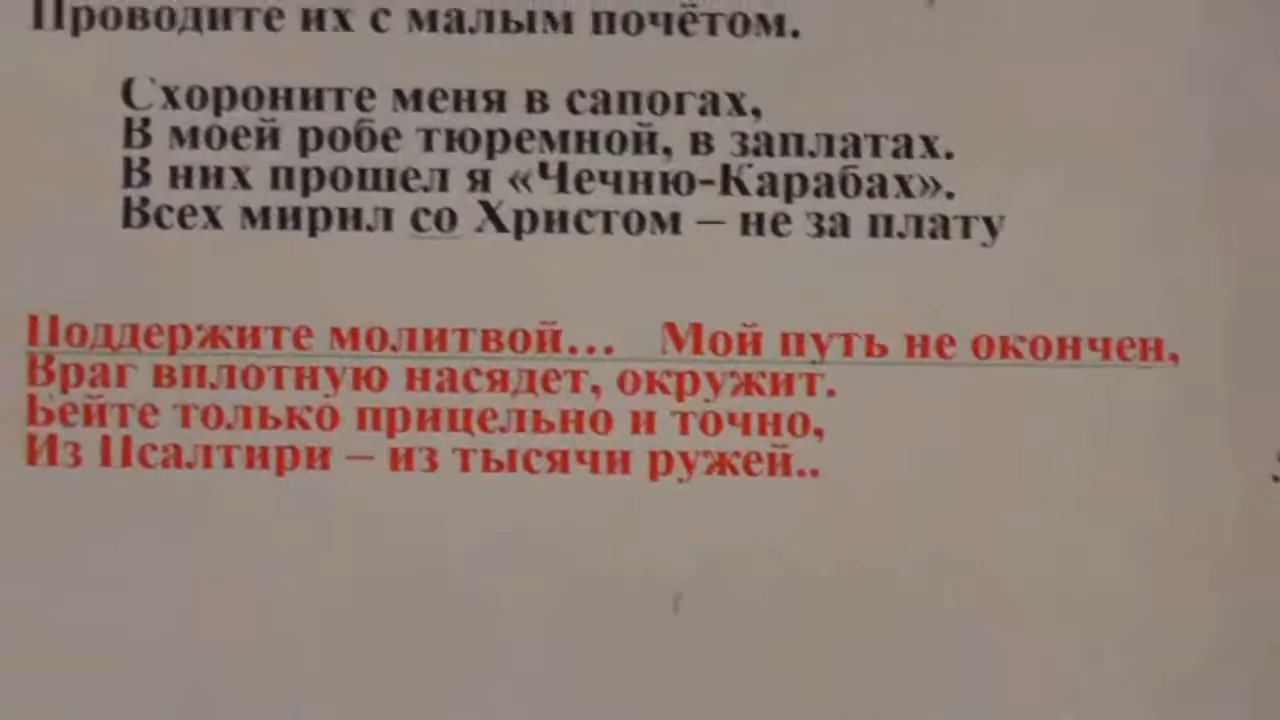 Проводите их с малым почётом.
Схороните меня в сапогах,
В моей робе тюремной, в заплатах.
В них прошел я «Чечню-Карабах».
Всех мирил со Христом – не за плату
Поддержите молитвой... Мой путь не окончен,
Враг вплотную насядет, окружит.
Бейте только прицельно и точно,
Из Псалтири – из тысячи ружей..